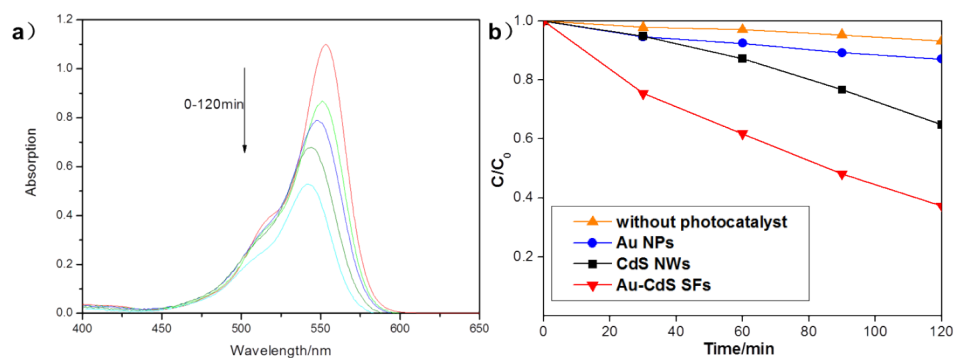 a）
1.2
1.0
0.8
0.6
0.4
0.2
0.0
Absorption
0-120min
400
450
500
550
600
650
Wavelength/nm
b）
1.0
0.8
0.6
0.4
0.2
C/C0
without photocatalyst
Au NPs
CdS NWs
Au-CdS SFs
0
20
40
60
80
100
120
Time/min